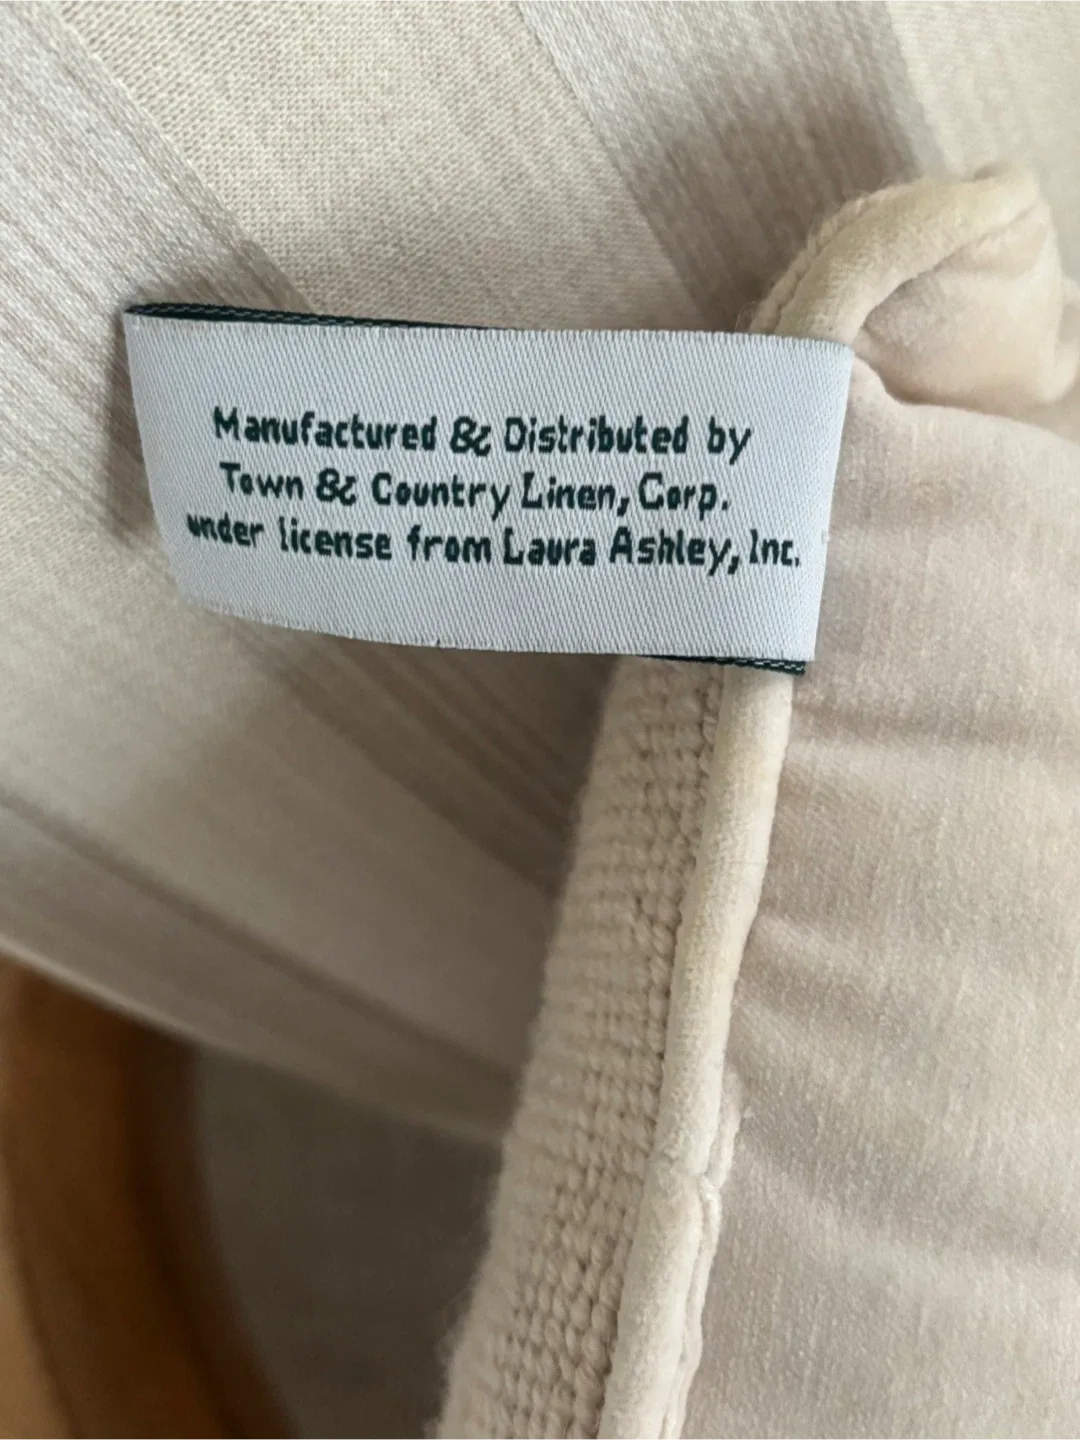 Manufactured & Distributed by
Town & Country Linen, Corp.
under license from Laura Ashley, Inc.